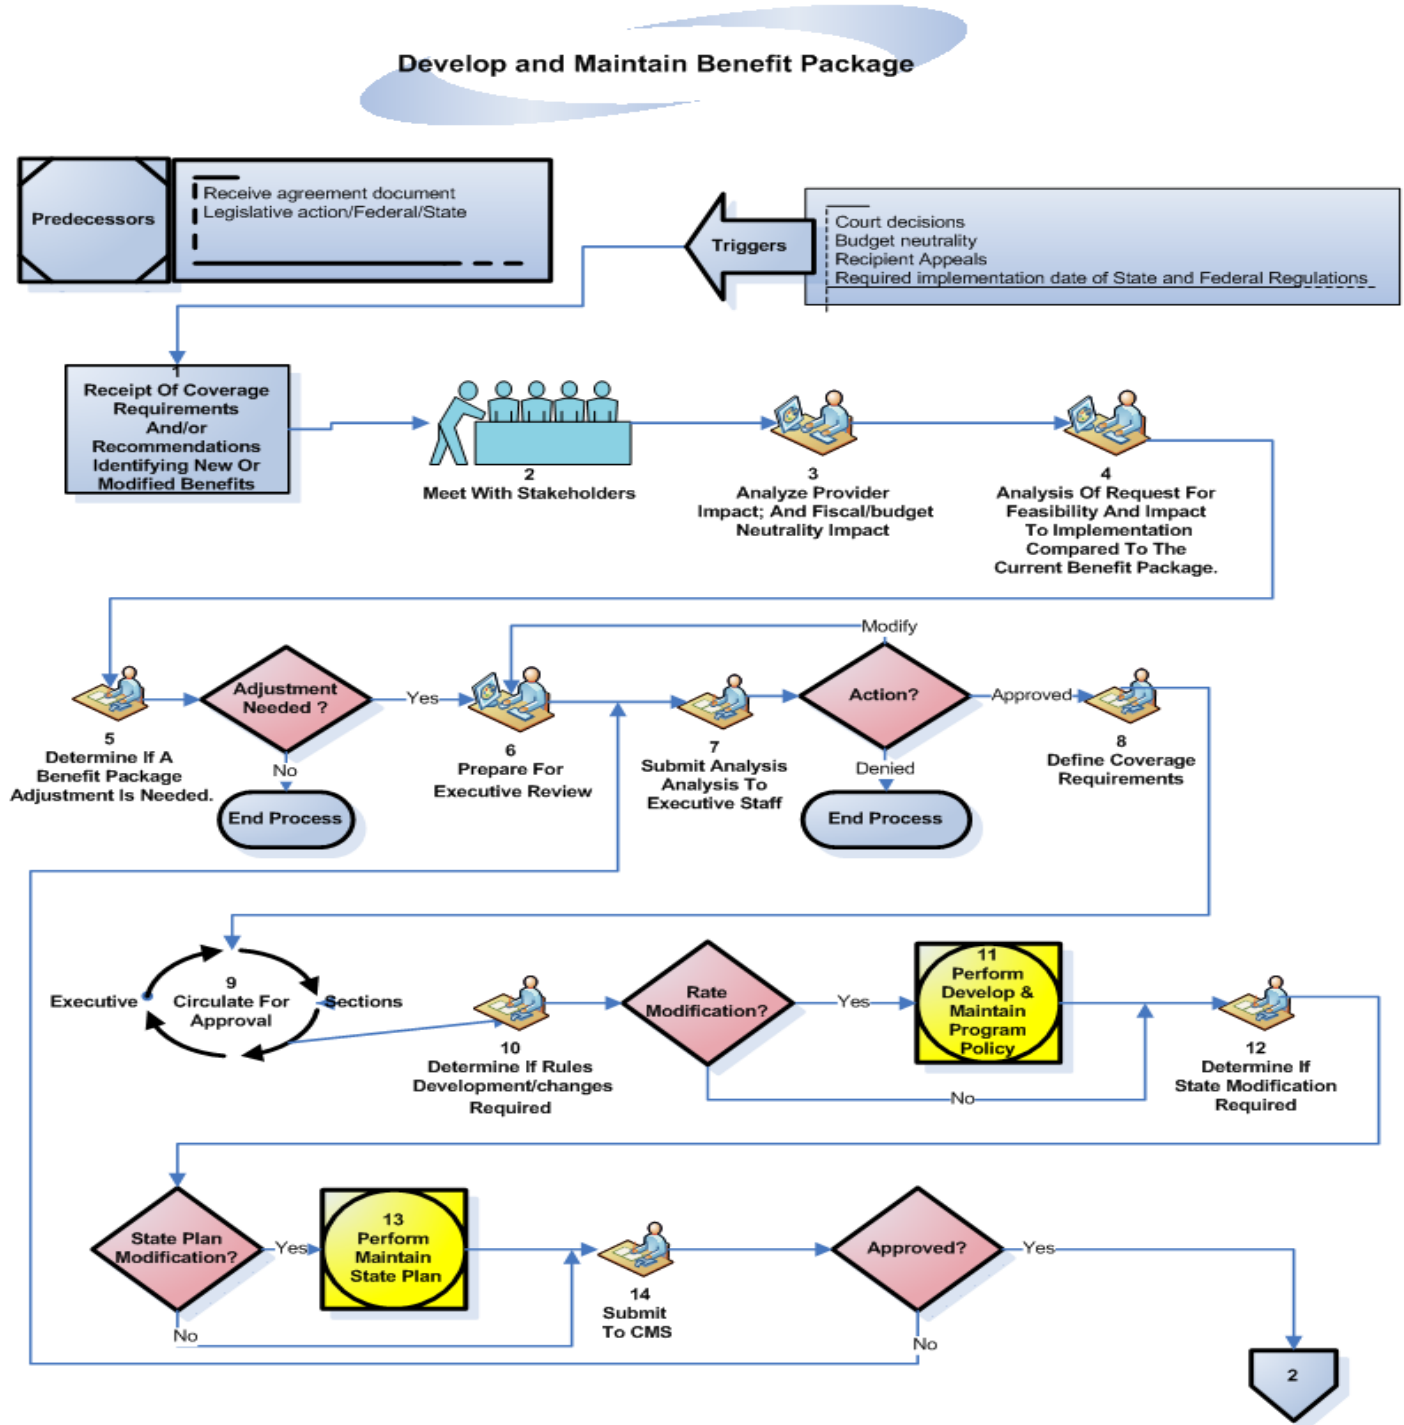 Develop and Maintain Benefit Package
Predecessors
Receive agreement document
Legislative action/Federal/State
Triggers
Court decisions
Budget neutrality
Recipient Appeals
Required implementation date of State and Federal Regulations
1
Receipt Of Coverage
Requirements
And/or
Recommendations
Identifying New Or
Modified Benefits
2
Meet With Stakeholders
3
Analyze Provider
Impact; And Fiscal/budget
Neutrality Impact
4
Analysis Of Request For
Feasibility And Impact
To Implementation
Compared To The
Current Benefit Package.
5
Determine If A
Benefit Package
Adjustment Is Needed.
Adjustment
Needed ?
Yes
No
End Process
6
Prepare For
Executive Review
7
Submit Analysis
Analysis To
Executive Staff
Modify
Action?
Approved
Denied
End Process
8
Define Coverage
Requirements
Executive
9
Circulate For
Approval
Sections
10
Determine If Rules
Development/changes
Required
Rate
Modification?
Yes
No
11
Perform
Develop &
Maintain
Program
Policy
12
Determine If
State Modification
Required
State Plan
Modification?
Yes
No
13
Perform
Maintain
State Plan
14
Submit
To CMS
Approved?
Yes
No
2